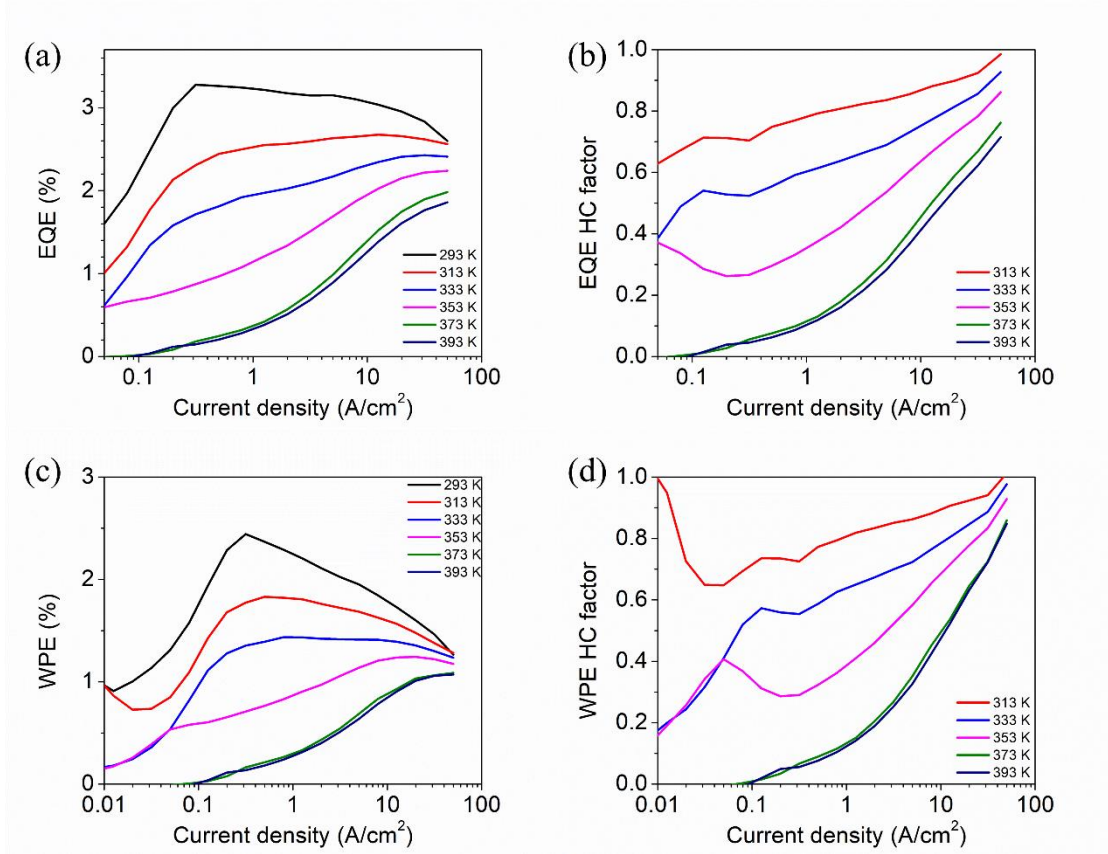 (a)
EQE (%)
3
2
1
0
0.1 1 10 100
Current density (A/cm²)
293 K
313 K
333 K
353 K
373 K
393 K
(b)
EQE HC factor
1.0
0.8
0.6
0.4
0.2
0.0
0.1 1 10 100
Current density (A/cm²)
313 K
333 K
353 K
373 K
393 K
(c)
WPE (%)
3
2
1
0
0.01 0.1 1 10 100
Current density (A/cm²)
293 K
313 K
333 K
353 K
373 K
393 K
(d)
WPE HC factor
1.0
0.8
0.6
0.4
0.2
0.0
0.01 0.1 1 10 100
Current density (A/cm²)
313 K
333 K
353 K
373 K
393 K